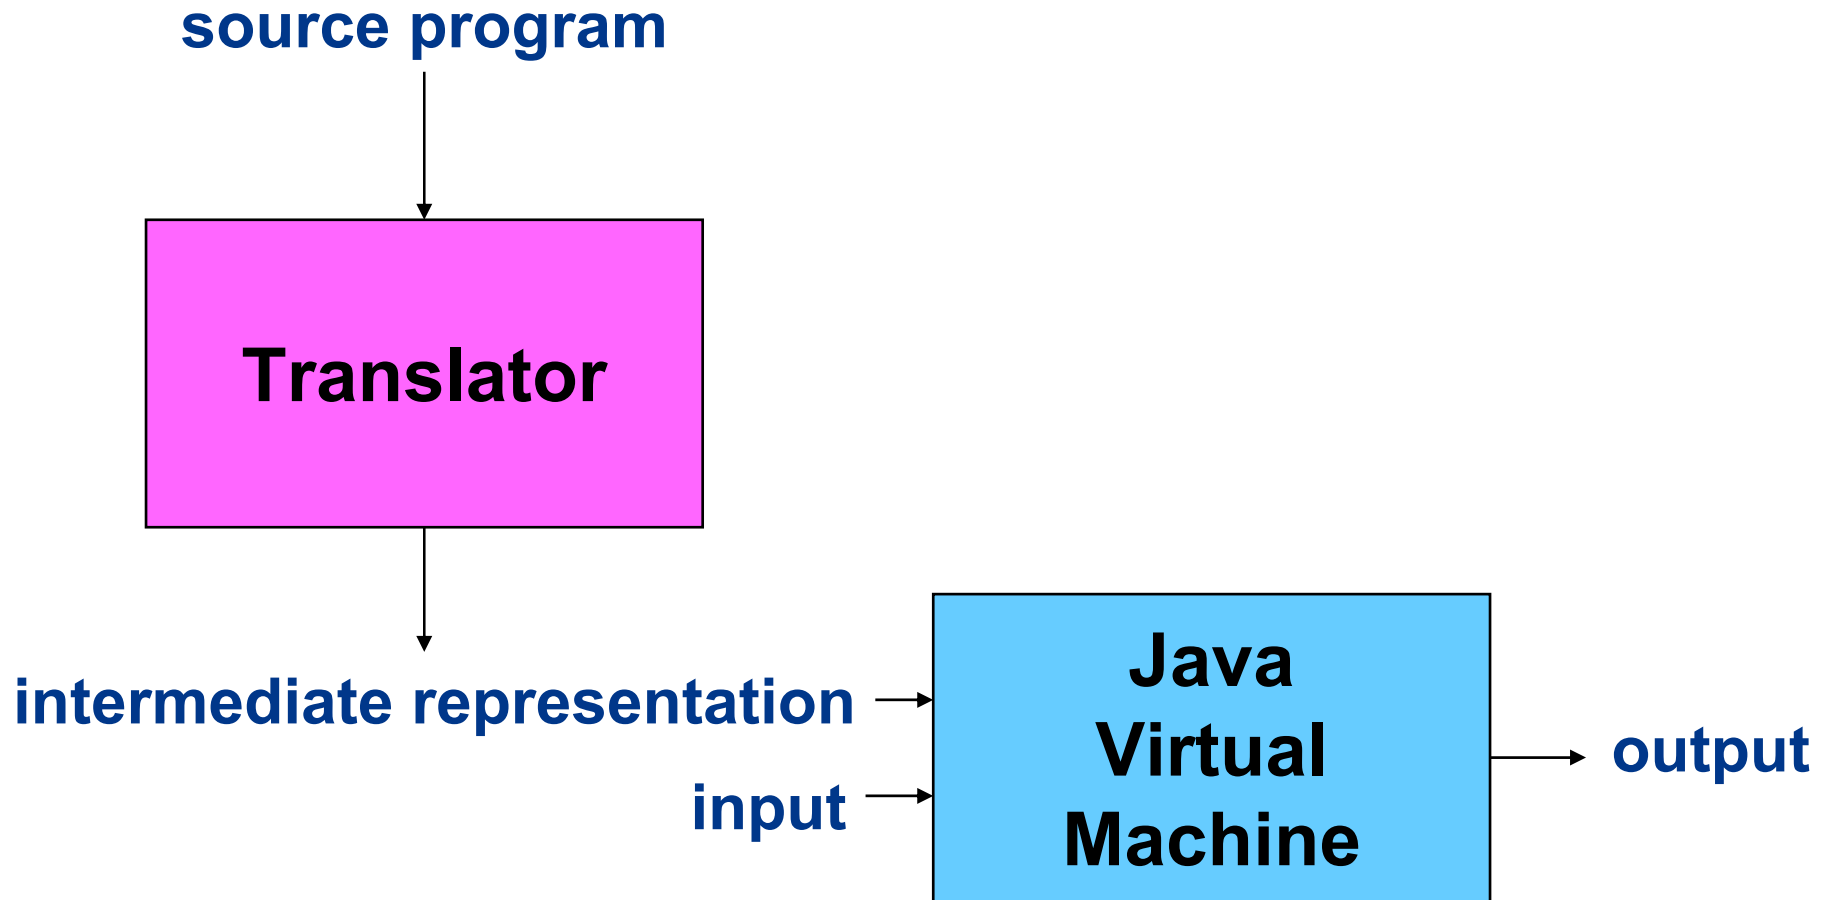 source program
Translator
intermediate representation
input
Java
Virtual
Machine
output